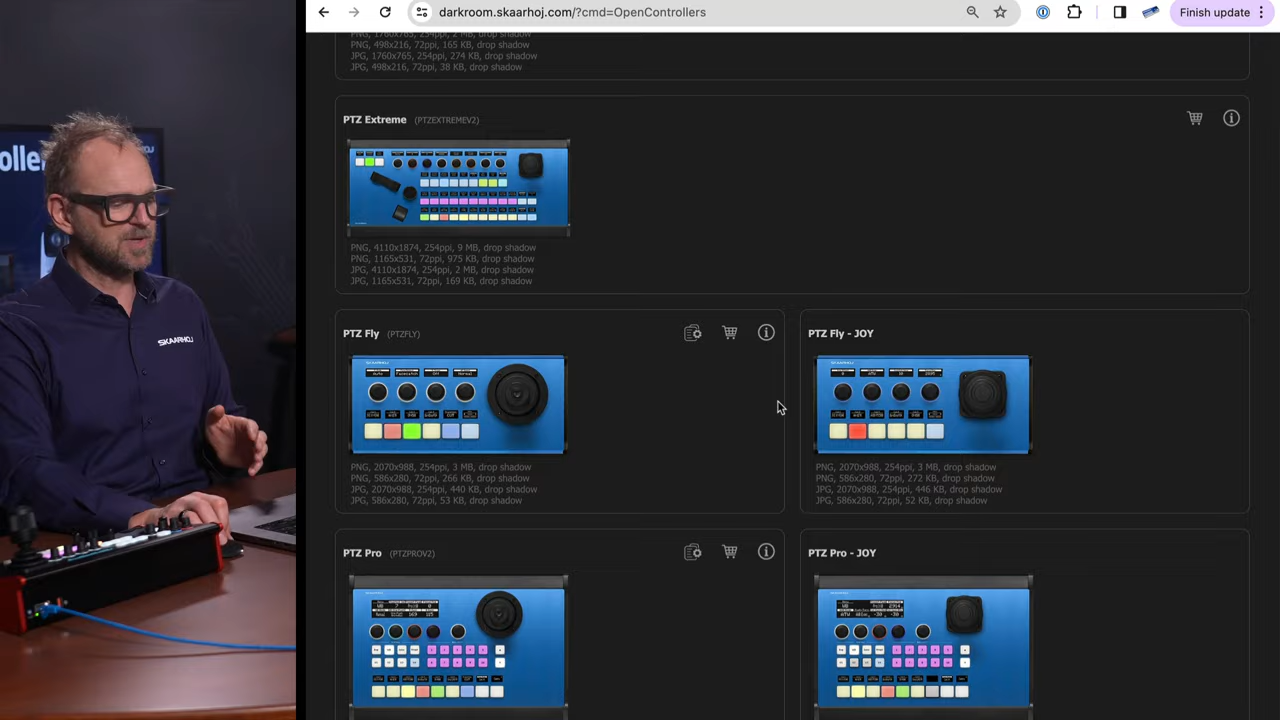 darkroom.skaarhoj.com/?cmd=OpenControllers
Finish update
PNG, 498x216, 72ppi, 165 KB, drop shadow
JPG, 1760x765, 254ppi, 274 KB, drop shadow
JPG, 498x216, 72ppi, 38 KB, drop shadow
PTZ Extreme (PTZEXTREMEV2)
PNG, 4110x1874, 254ppi, 9 MB, drop shadow
PNG, 1165x531, 72ppi, 975 KB, drop shadow
JPG, 4110x1874, 254ppi, 2 MB, drop shadow
JPG, 1165x531, 72ppi, 169 KB, drop shadow
PTZ Fly (PTZFLY)
PNG, 2070x988, 254ppi, 3 MB, drop shadow
PNG, 586x280, 72ppi, 266 KB, drop shadow
JPG, 2070x988, 254ppi, 440 KB, drop shadow
JPG, 586x280, 72ppi, 53 KB, drop shadow
PTZ Fly - JOY
PNG, 2070x988, 254ppi, 3 MB, drop shadow
PNG, 586x280, 72ppi, 272 KB, drop shadow
JPG, 2070x988, 254ppi, 446 KB, drop shadow
JPG, 586x280, 72ppi, 52 KB, drop shadow
PTZ Pro (PTZPROV2)
PTZ Pro - JOY
olle
SKAARHOJ